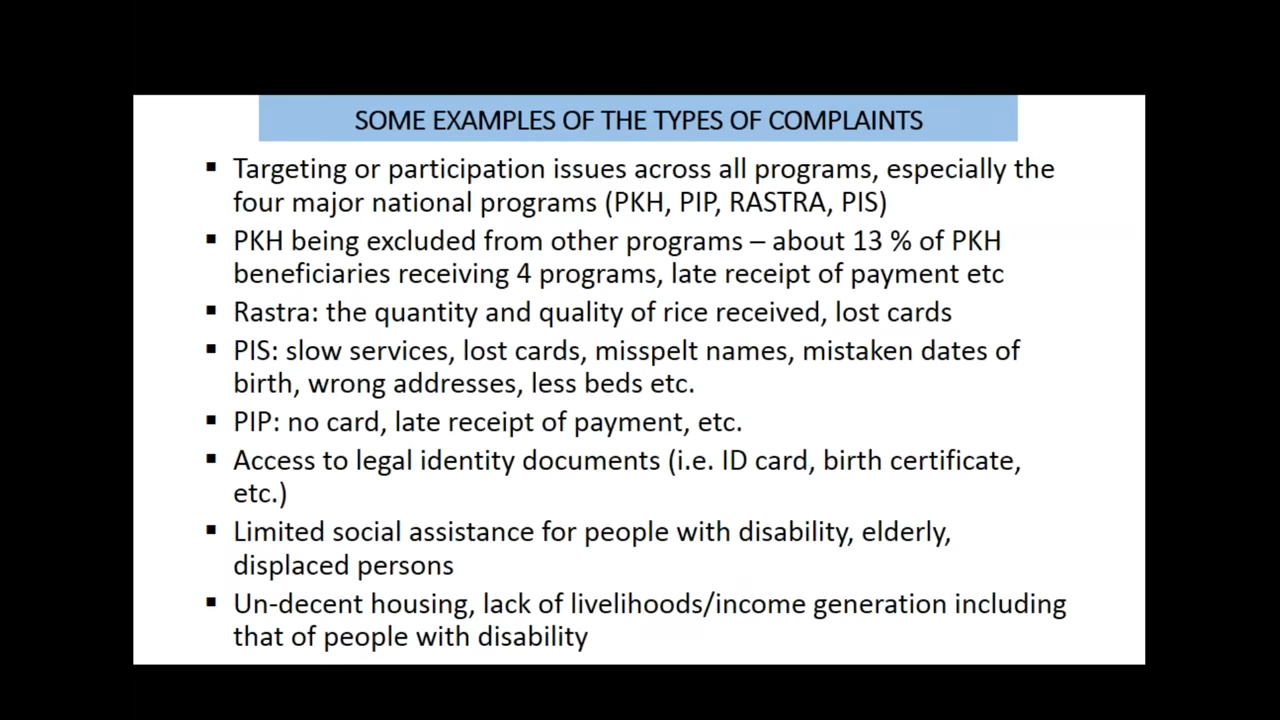 SOME EXAMPLES OF THE TYPES OF COMPLAINTS
▪ Targeting or participation issues across all programs, especially the
four major national programs (PKH, PIP, RASTRA, PIS)
▪ PKH being excluded from other programs – about 13 % of PKH
beneficiaries receiving 4 programs, late receipt of payment etc
▪ Rastra: the quantity and quality of rice received, lost cards
▪ PIS: slow services, lost cards, misspelt names, mistaken dates of
birth, wrong addresses, less beds etc.
▪ PIP: no card, late receipt of payment, etc.
▪ Access to legal identity documents (i.e. ID card, birth certificate,
etc.)
▪ Limited social assistance for people with disability, elderly,
displaced persons
▪ Un-decent housing, lack of livelihoods/income generation including
that of people with disability